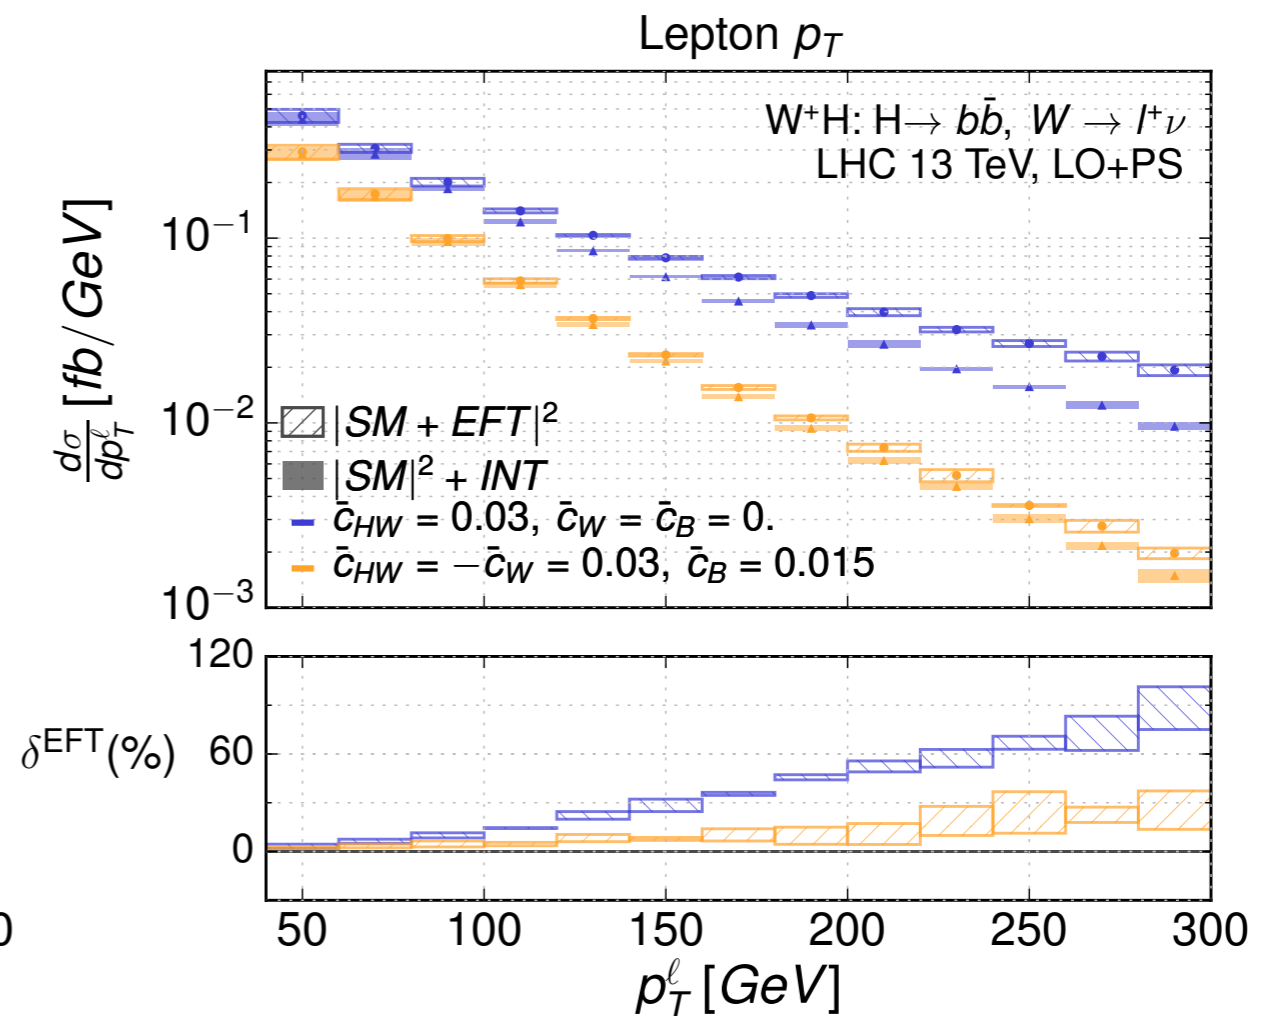 Lepton p_T
W⁺H: H→ bb̄, W → l⁺ν
LHC 13 TeV, LO+PS
dσ/dp_T^ℓ [fb/GeV]
10⁻¹
10⁻²
10⁻³
|SM + EFT|²
|SM|² + INT
c̄_HW = 0.03, c̄_W = c̄_B = 0.
c̄_HW = −c̄_W = 0.03, c̄_B = 0.015
120
60
0
δ^EFT(%)
0 50 100 150 200 250 300
p_T^ℓ [GeV]